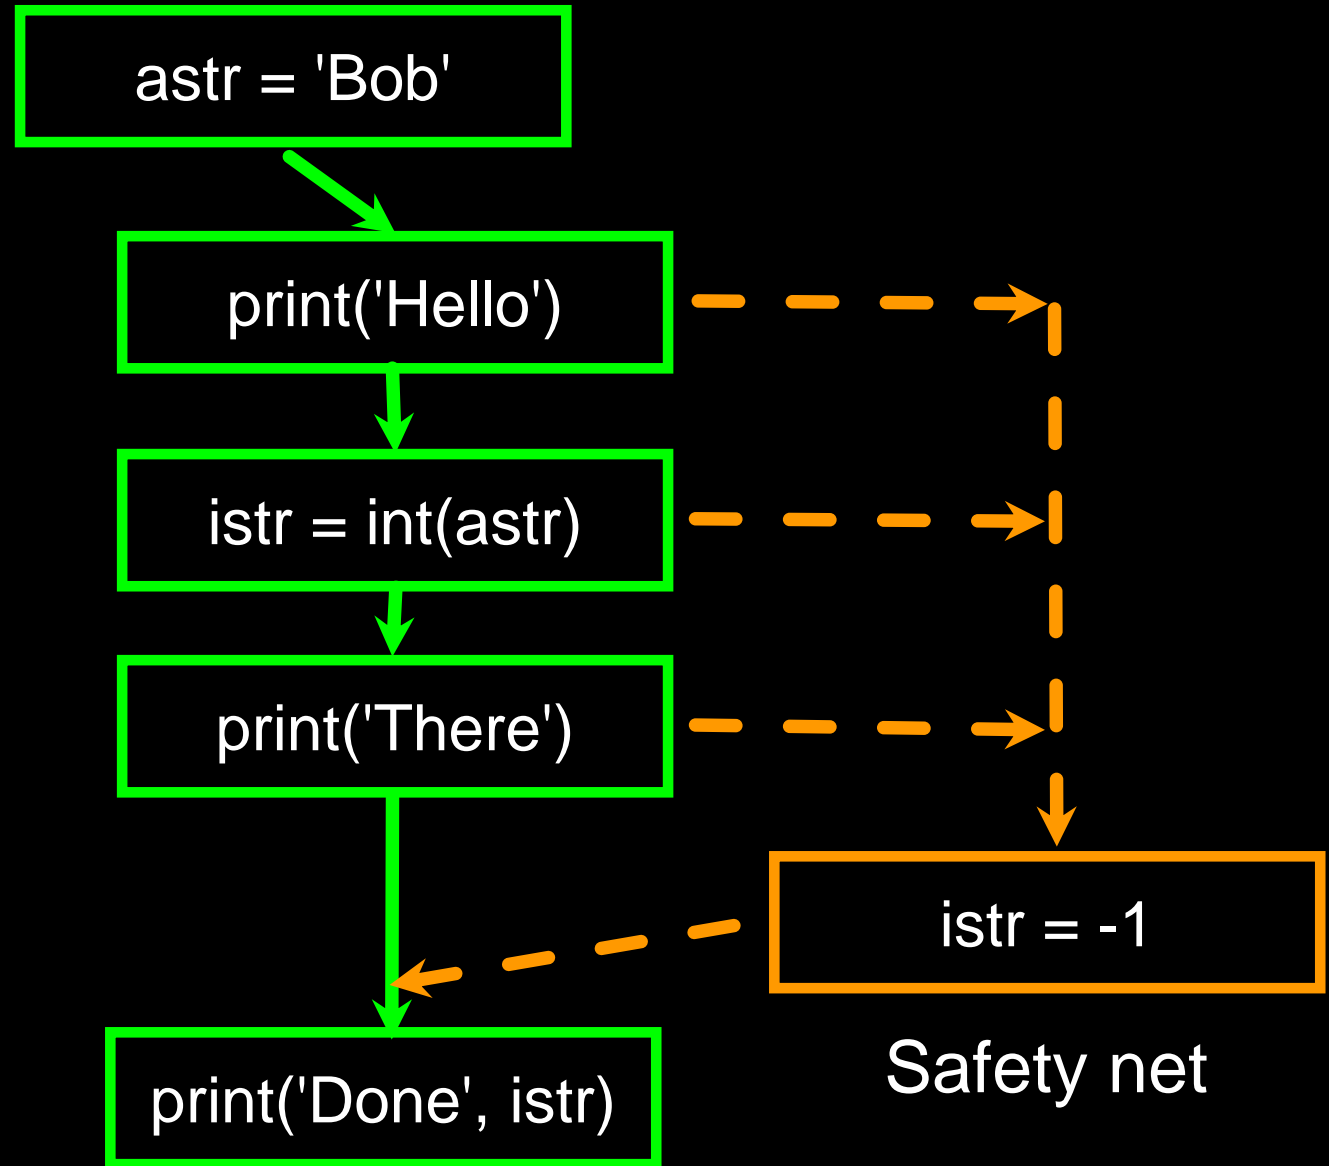 astr = 'Bob'
print('Hello')
istr = int(astr)
print('There')
istr = -1
Safety net
print('Done', istr)